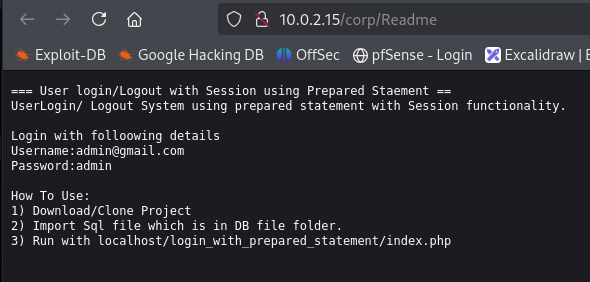 10.0.2.15/corp/Readme
Exploit-DB Google Hacking DB OffSec pfSense - Login Excalidraw | E
=== User login/Logout with Session using Prepared Staement ==
UserLogin/ Logout System using prepared statement with Session functionality.
Login with folloowing details
Username:admin@gmail.com
Password:admin
How To Use:
1) Download/Clone Project
2) Import Sql file which is in DB file folder.
3) Run with localhost/login_with_prepared_statement/index.php